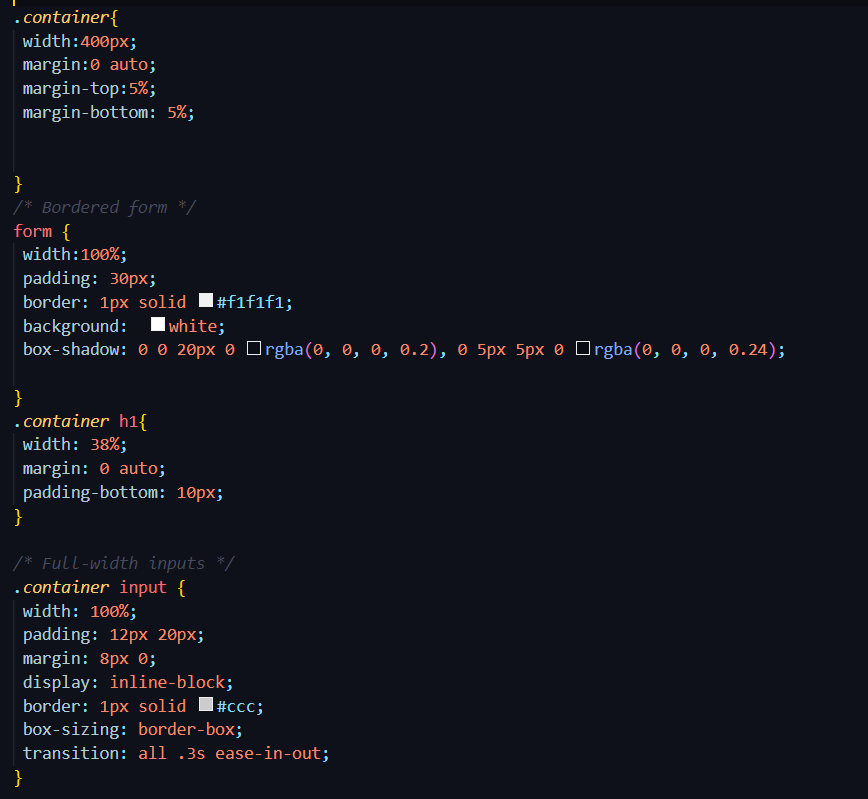 .container{
width:400px;
margin:0 auto;
margin-top:5%;
margin-bottom: 5%;
}
/* Bordered form */
form {
width:100%;
padding: 30px;
border: 1px solid #f1f1f1;
background: white;
box-shadow: 0 0 20px 0 rgba(0, 0, 0, 0.2), 0 5px 5px 0 rgba(0, 0, 0, 0.24);
}
.container h1{
width: 38%;
margin: 0 auto;
padding-bottom: 10px;
}
/* Full-width inputs */
.container input {
width: 100%;
padding: 12px 20px;
margin: 8px 0;
display: inline-block;
border: 1px solid #ccc;
box-sizing: border-box;
transition: all .3s ease-in-out;
}